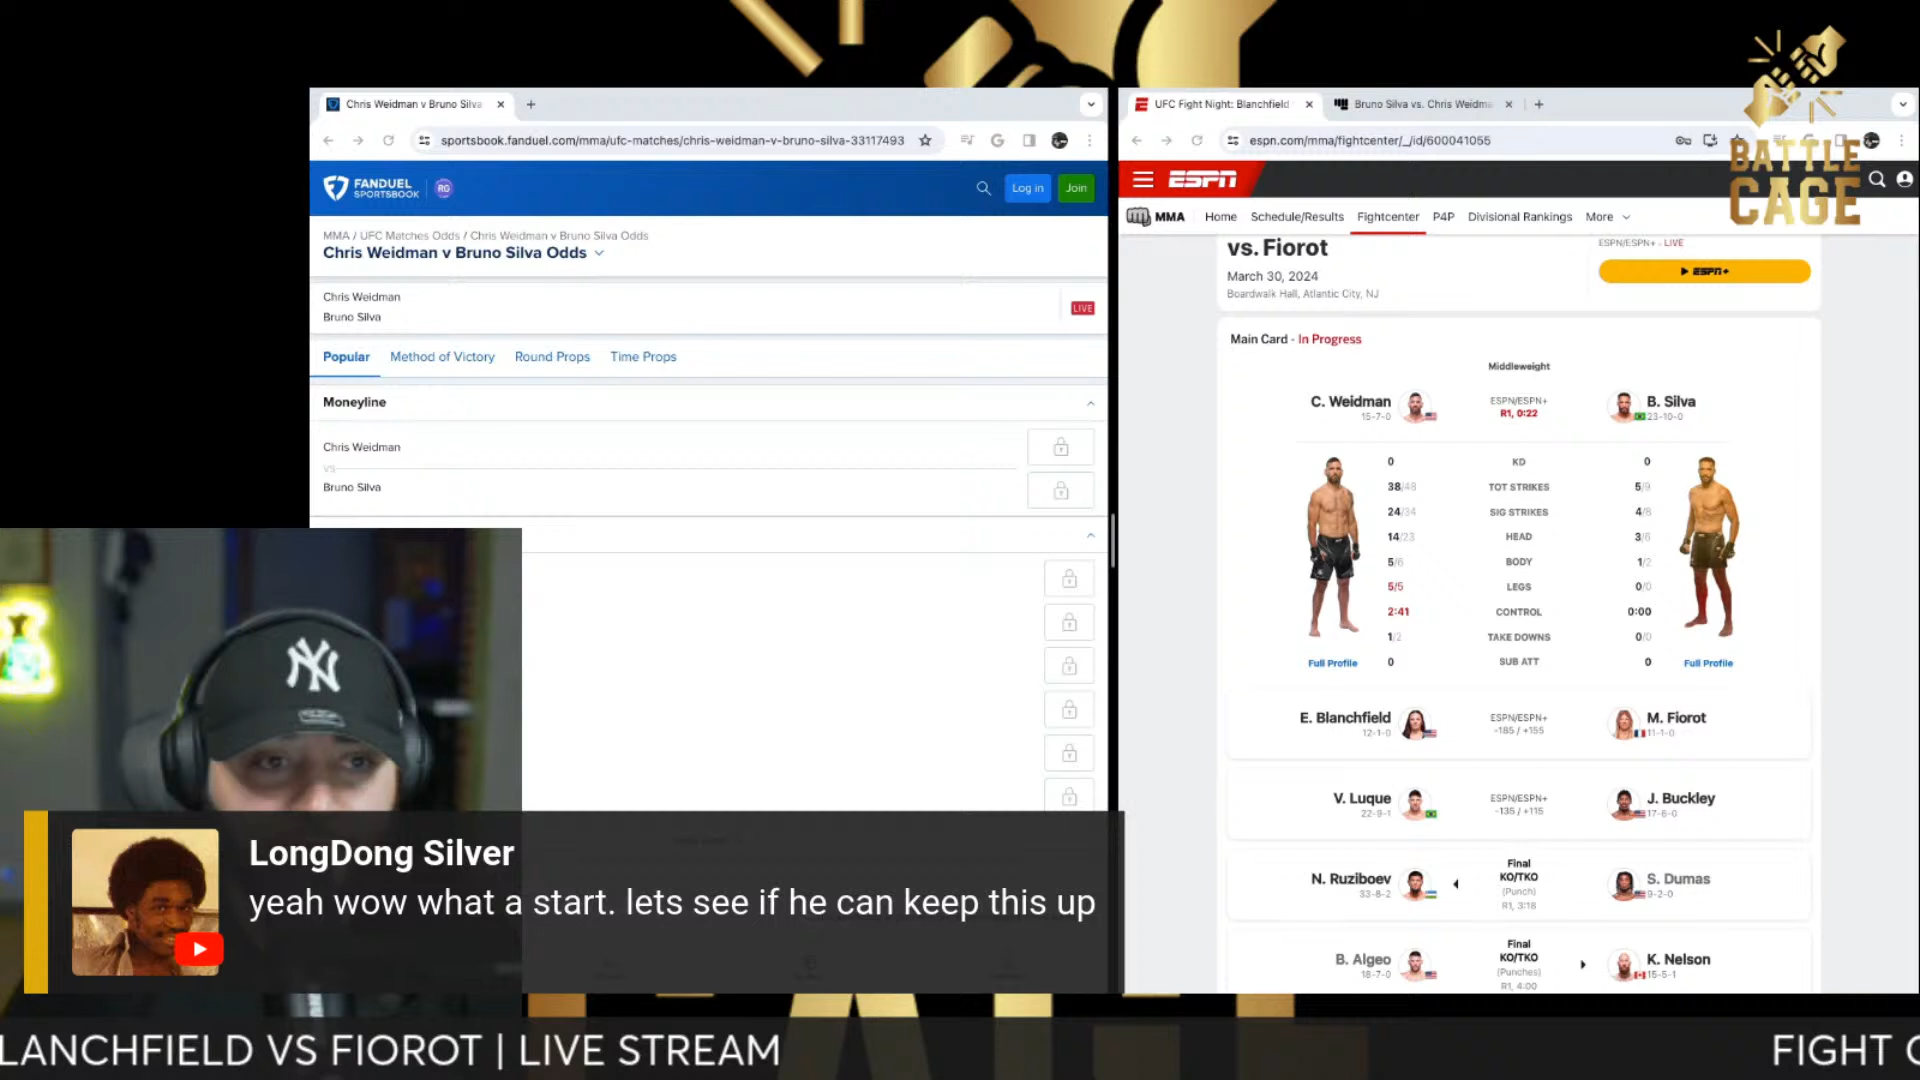 Chris Weidman v Bruno Silva
sportsbook.fanduel.com/mma/ufc-matches/chris-weidman-v-bruno-silva-33117493
FANDUEL
SPORTSBOOK
RG
Log in
Join
MMA / UFC Matches Odds / Chris Weidman v Bruno Silva Odds
Chris Weidman v Bruno Silva Odds
Chris Weidman
Bruno Silva
LIVE
Popular Method of Victory Round Props Time Props
Moneyline
Chris Weidman
VS
Bruno Silva
UFC Fight Night: Blanchfield
Bruno Silva vs. Chris Weidma
espn.com/mma/fightcenter/_/id/600041055
BATTLE
CAGE
ESPN
MMA Home Schedule/Results Fightcenter P4P Divisional Rankings More
vs. Fiorot
March 30, 2024
Boardwalk Hall, Atlantic City, NJ
ESPN/ESPN+ - LIVE
ESPN+
Main Card - In Progress
Middleweight
C. Weidman
15-7-0
ESPN/ESPN+
R1, 0:22
B. Silva
23-10-0
0 KD 0
38/48 TOT STRIKES 5/9
24/34 SIG STRIKES 4/8
14/23 HEAD 3/6
5/6 BODY 1/2
5/5 LEGS 0/0
2:41 CONTROL 0:00
1/2 TAKE DOWNS 0/0
Full Profile 0 SUB ATT 0 Full Profile
E. Blanchfield
12-1-0
ESPN/ESPN+
-185 / +155
M. Fiorot
11-1-0
V. Luque
22-9-1
ESPN/ESPN+
-135 / +115
J. Buckley
17-6-0
N. Ruziboev
33-8-2
Final
KO/TKO
(Punch)
R1, 3:18
S. Dumas
9-2-0
B. Algeo
18-7-0
Final
KO/TKO
(Punches)
R1, 4:00
K. Nelson
15-5-1
NY
LongDong Silver
yeah wow what a start. lets see if he can keep this up
LANCHFIELD VS FIOROT | LIVE STREAM
FIGHT